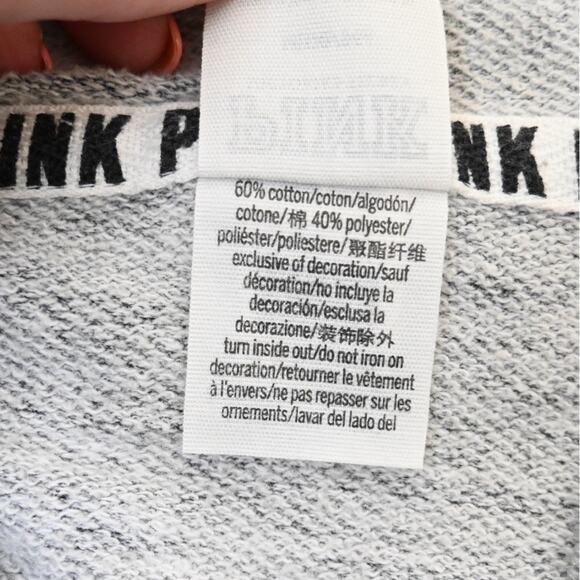 INK P
NK
PINK
60% cotton/coton/algodón/
cotone/棉 40% polyester/
poliéster/poliestere/聚酯纤维
exclusive of decoration/sauf
décoration/no incluye la
decoración/esclusa la
decorazione/装饰除外
turn inside out/do not iron on
decoration/retourner le vêtement
à l'envers/ne pas repasser sur les
ornements/lavar del lado del